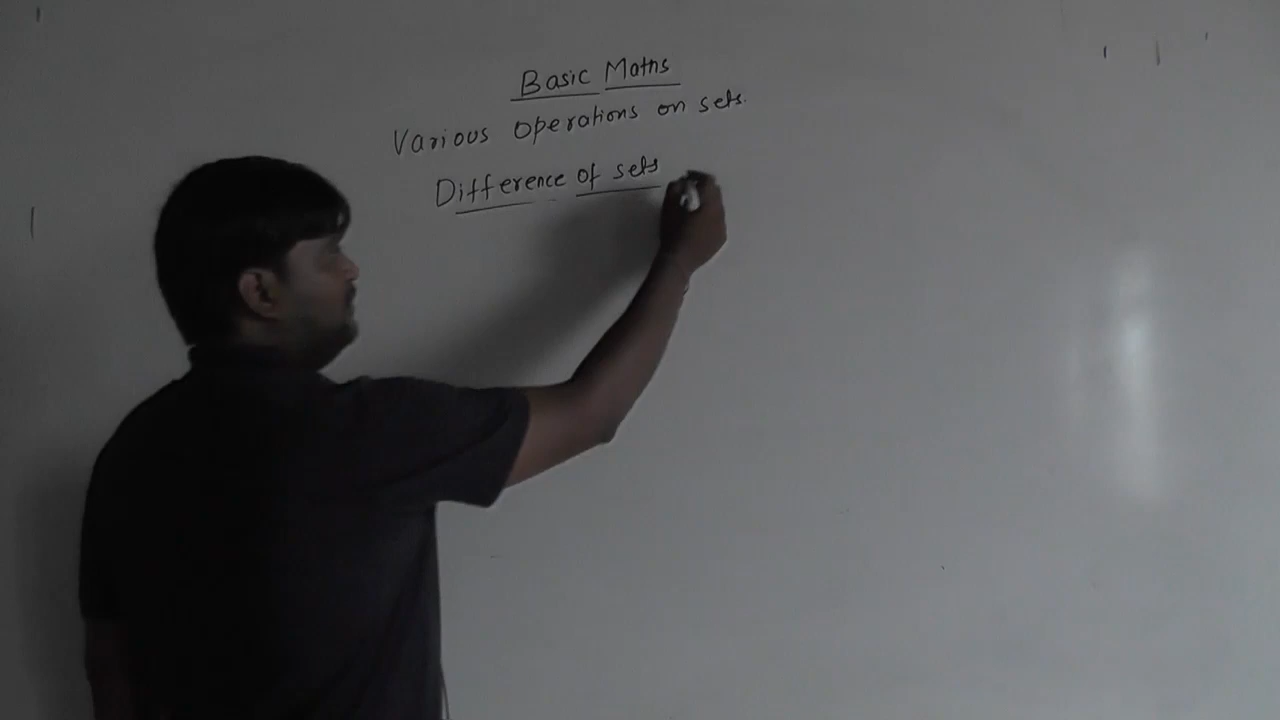 Basic Maths
Various operations on sets.
Difference of sets